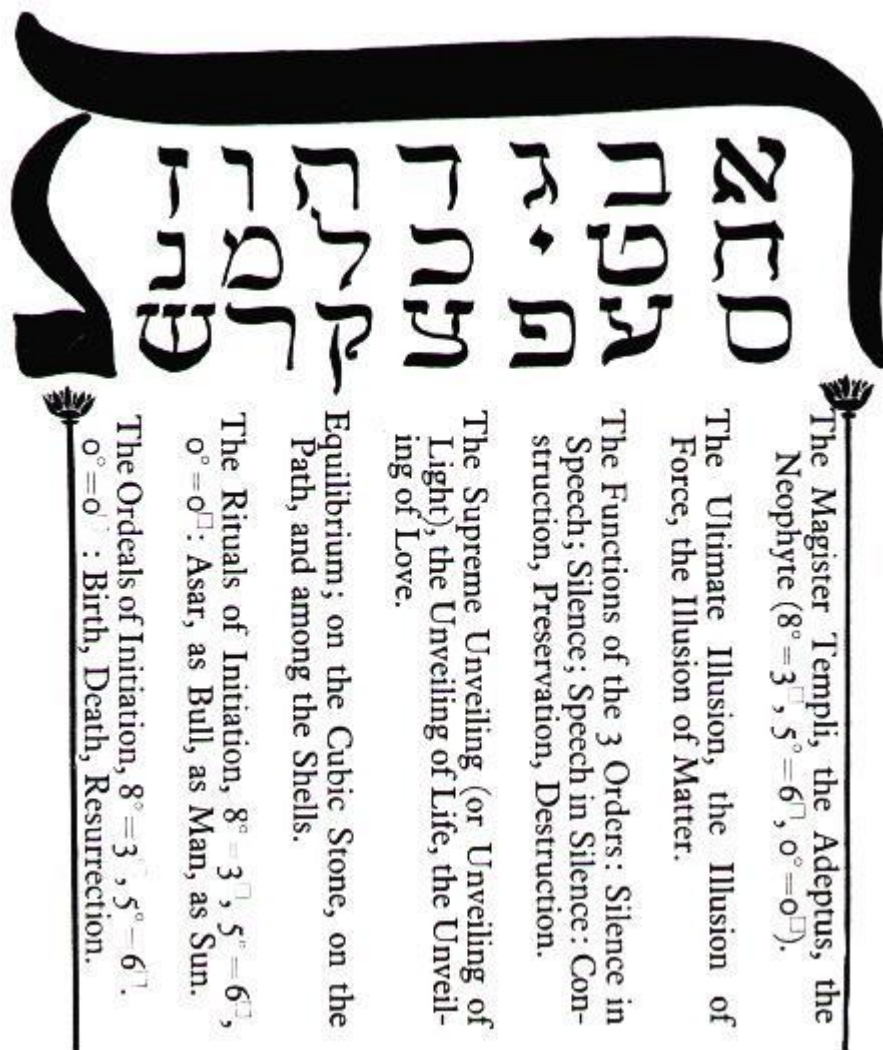 ת
א ח ס
The Magister Templi, the Adeptus, the
Neophyte (8°=3□, 5°=6□, 0°=0□).
ב ט ע
The Ultimate Illusion, the Illusion of
Force, the Illusion of Matter.
ג י פ
The Functions of the 3 Orders: Silence in
Speech; Silence; Speech in Silence: Con-
struction, Preservation, Destruction.
ד כ צ
The Supreme Unveiling (or Unveiling of
Light), the Unveiling of Life, the Unveil-
ing of Love.
ה ל ק
Equilibrium; on the Cubic Stone, on the
Path, and among the Shells.
ו מ ר
The Rituals of Initiation, 8°=3□, 5°=6□,
0°=0□: Asar, as Bull, as Man, as Sun.
ז נ ש
The Ordeals of Initiation, 8°=3□, 5°=6□.
0°=0□: Birth, Death, Resurrection.